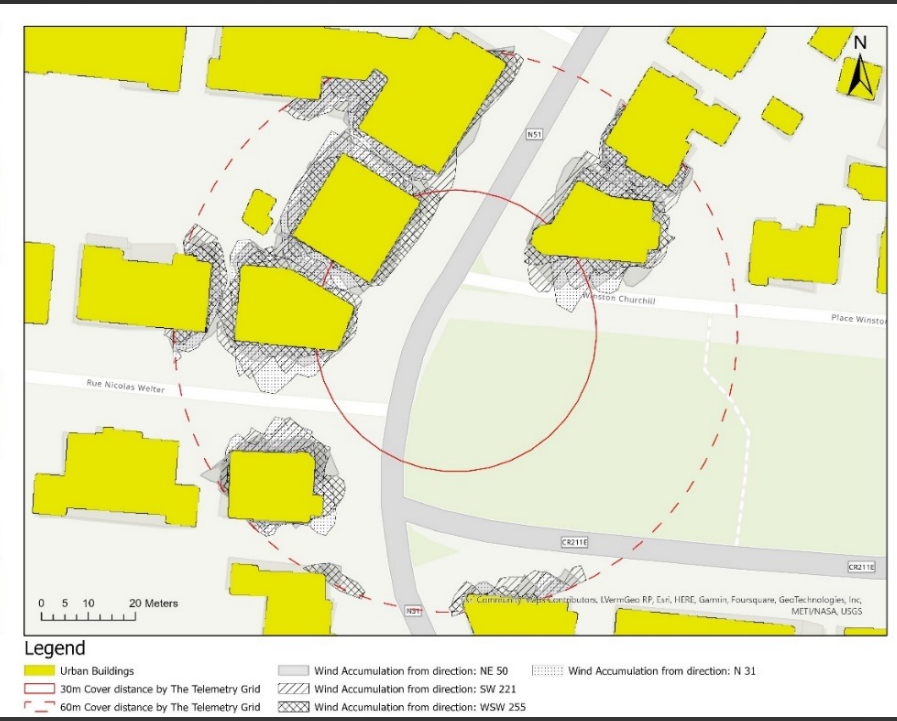 N
N51
Winston Churchill
Place Winsto
Rue Nicolas Welter
CR211E
CR211E
0 5 10 20 Meters
N51
Esri Community Maps Contributors, LVermGeo RP, Esri, HERE, Garmin, Foursquare, GeoTechnologies, Inc,
METI/NASA, USGS
Legend
Urban Buildings
Wind Accumulation from direction: NE 50
Wind Accumulation from direction: N 31
30m Cover distance by The Telemetry Grid
Wind Accumulation from direction: SW 221
60m Cover distance by The Telemetry Grid
Wind Accumulation from direction: WSW 255